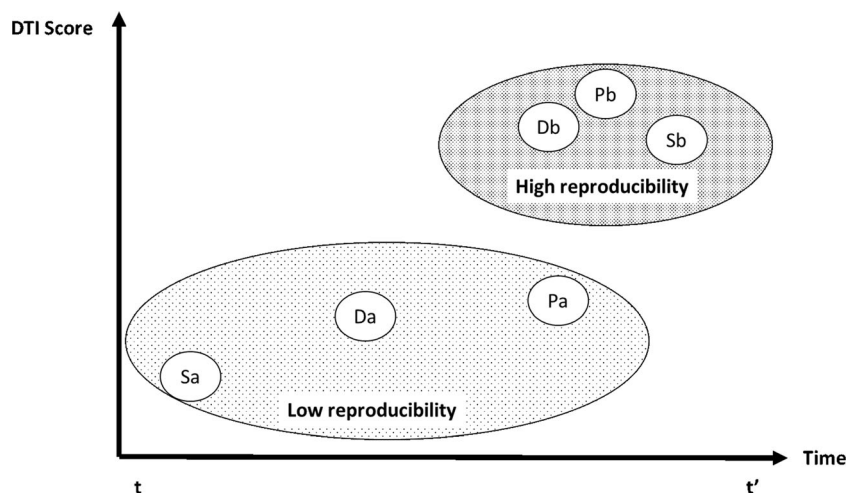 DTI Score
Pb
Db
Sb
High reproducibility
Pa
Da
Sa
Low reproducibility
Time
t
t’